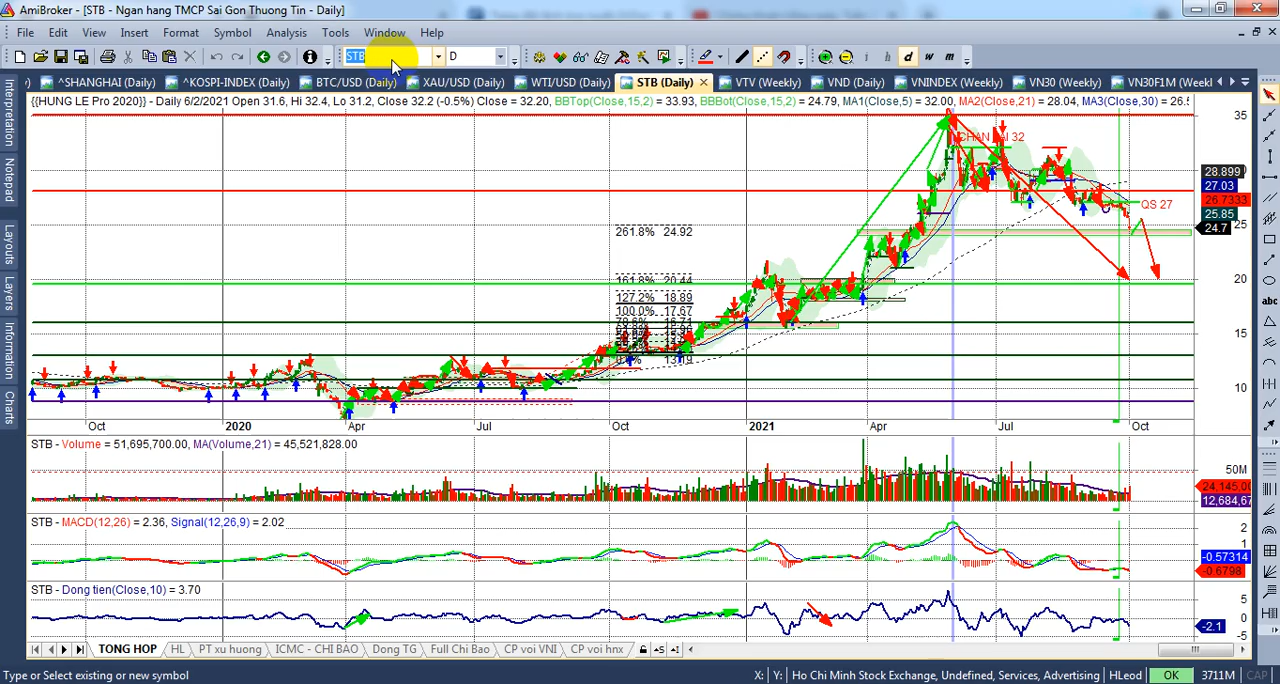 AmiBroker - [STB - Ngan hang TMCP Sai Gon Thuong Tin - Daily]
File Edit View Insert Format Symbol Analysis Tools Window Help
STB D i h d w m
^SHANGHAI (Daily) ^KOSPI-INDEX (Daily) BTC/USD (Daily) XAU/USD (Daily) WTI/USD (Daily) STB (Daily) VTV (Weekly) VND (Daily) VNINDEX (Weekly) VN30 (Weekly) VN30F1M (Weekl
{{HUNG LE Pro 2020}} - Daily 6/2/2021 Open 31.6, Hi 32.4, Lo 31.2, Close 32.2 (-0.5%) Close = 32.20, BBTop(Close,15,2) = 33.93, BBBot(Close,15,2) = 24.79, MA1(Close,5) = 32.00, MA2(Close,21) = 28.04, MA3(Close,30) = 26.5
Interpretation
Notepad
Layouts
Layers
Information
Charts
abc
35
28.899
27.03
26.7333
25.85
25
24.7
20
15
10
32
QS 27
261.8% 24.92
161.8% 20.44
127.2% 18.89
100.0% 17.67
Oct 2020 Apr Jul Oct 2021 Apr Jul Oct
STB - Volume = 51,695,700.00, MA(Volume,21) = 45,521,828.00
50M
24,145.00
12,684.67
STB - MACD(12,26) = 2.36, Signal(12,26,9) = 2.02
2
1
-0.57314
-0.6798
STB - Dong tien(Close,10) = 3.70
5
0
-2.1
-5
TONG HOP HL PT xu huong ICMC - CHI BAO Dong TO Full Chi Bao CP voi VNI CP voi hnx
Type or Select existing or new symbol X: Y: Ho Chi Minh Stock Exchange, Undefined, Services, Advertising HLeod OK 3711M CAP